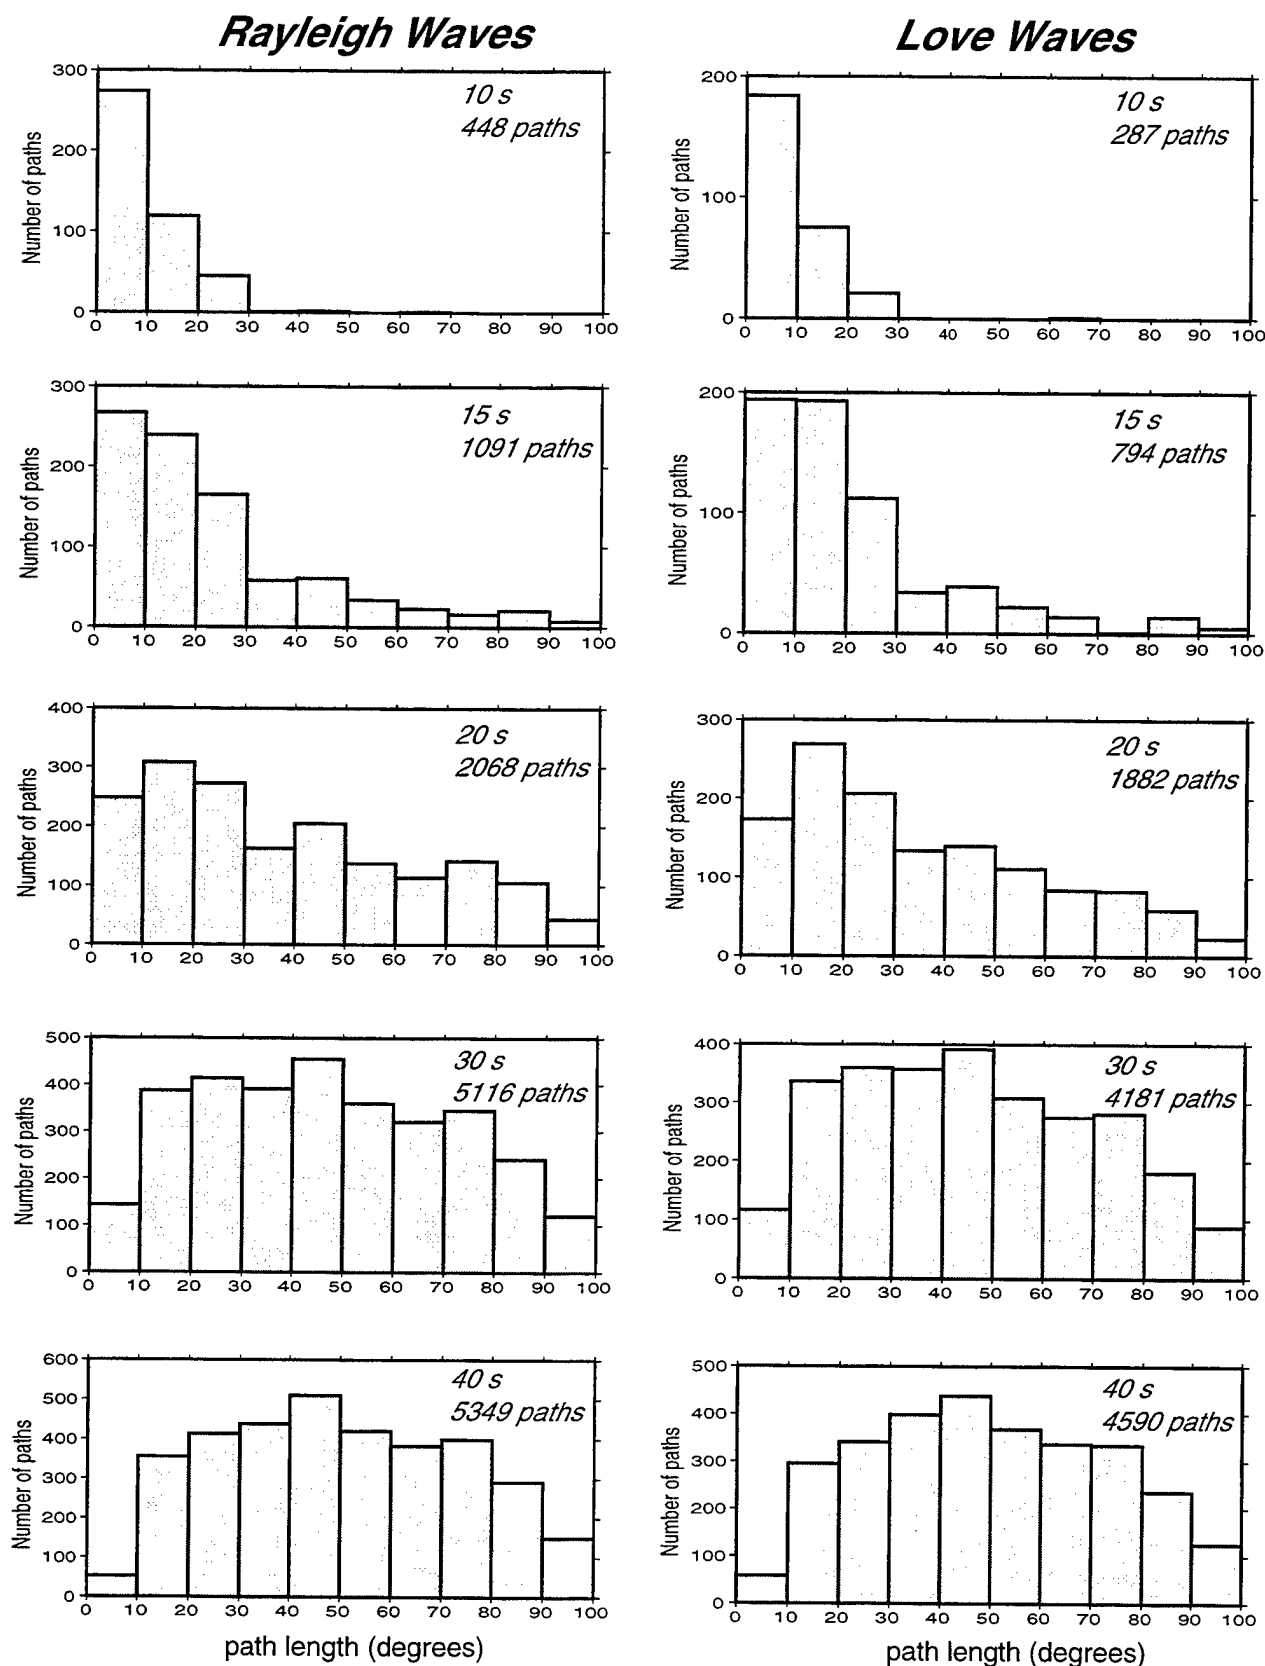 Rayleigh Waves
Love Waves
300
200
100
0
Number of paths
10 s
448 paths
0 10 20 30 40 50 60 70 80 90 100
200
100
0
Number of paths
10 s
287 paths
0 10 20 30 40 50 60 70 80 90 100
300
200
100
0
Number of paths
15 s
1091 paths
0 10 20 30 40 50 60 70 80 90 100
200
100
0
Number of paths
15 s
794 paths
0 10 20 30 40 50 60 70 80 90 100
400
300
200
100
0
Number of paths
20 s
2068 paths
0 10 20 30 40 50 60 70 80 90 100
300
200
100
0
Number of paths
20 s
1882 paths
0 10 20 30 40 50 60 70 80 90 100
500
400
300
200
100
0
Number of paths
30 s
5116 paths
0 10 20 30 40 50 60 70 80 90 100
400
300
200
100
0
Number of paths
30 s
4181 paths
0 10 20 30 40 50 60 70 80 90 100
600
500
400
300
200
100
0
Number of paths
40 s
5349 paths
0 10 20 30 40 50 60 70 80 90 100
path length (degrees)
500
400
300
200
100
0
Number of paths
40 s
4590 paths
0 10 20 30 40 50 60 70 80 90 100
path length (degrees)